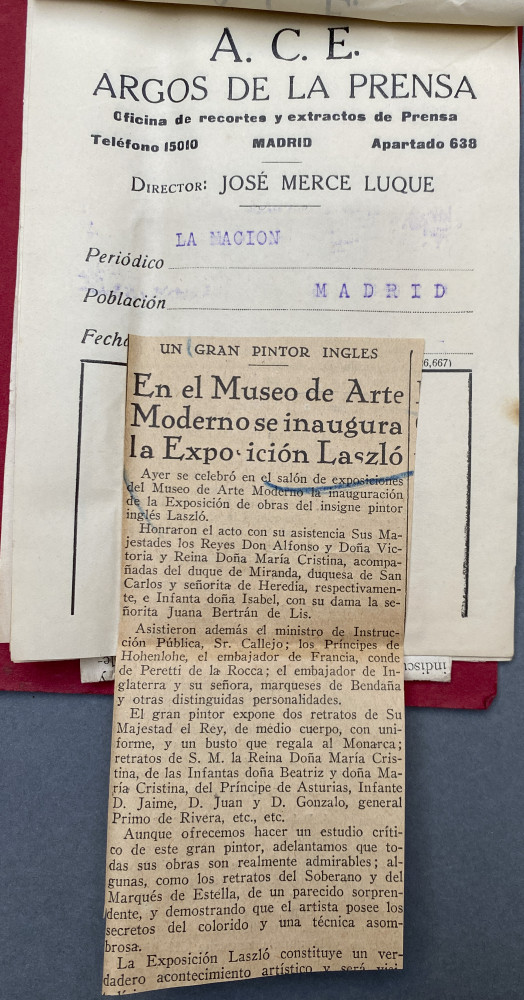 A. C. E.
ARGOS DE LA PRENSA
Oficina de recortes y extractos de Prensa
Teléfono 15010 MADRID Apartado 638
DIRECTOR: JOSÉ MERCE LUQUE
Periódico LA NACION
Población MADRID
Fecha
6,667)
UN GRAN PINTOR INGLES
En el Museo de Arte
Moderno se inaugura
la Expo ición Laszló
Ayer se celebró en el salón de exposiciones
del Museo de Arte Moderno la inauguración
de la Exposición de obras del insigne pintor
inglés Laszló.
Honraron el acto con su asistencia Sus Ma-
jestades los Reyes Don Alfonso y Doña Vic-
toria y Reina Doña María Cristina, acompa-
ñadas del duque de Miranda, duquesa de San
Carlos y señorita de Heredia, respectivamen-
te, e Infanta doña Isabel, con su dama la se-
ñorita Juana Bertrán de Lis.
Asistieron además el ministro de Instruc-
ción Pública, Sr. Callejo; los Príncipes de
Hohenlohe, el embajador de Francia, conde
de Peretti de la Rocca; el embajador de In-
glaterra y su señora, marqueses de Bendaña
y otras distinguidas personalidades.
El gran pintor expone dos retratos de Su
Majestad el Rey, de medio cuerpo, con uni-
forme, y un busto que regala al Monarca;
retratos de S. M. la Reina Doña María Cris-
tina, de las Infantas doña Beatriz y doña Ma-
ría Cristina, del Príncipe de Asturias, Infante
D. Jaime, D. Juan y D. Gonzalo, general
Primo de Rivera, etc., etc.
Aunque ofrecemos hacer un estudio críti-
co de este gran pintor, adelantamos que to-
das sus obras son realmente admirables; al-
gunas, como los retratos del Soberano y del
Marqués de Estella, de un parecido sorpren-
dente, y demostrando que el artista posee los
secretos del colorido y una técnica asom-
brosa.
La Exposición Laszló constituye un ver-
dadero acontecimiento artístico y será visi-
indisc